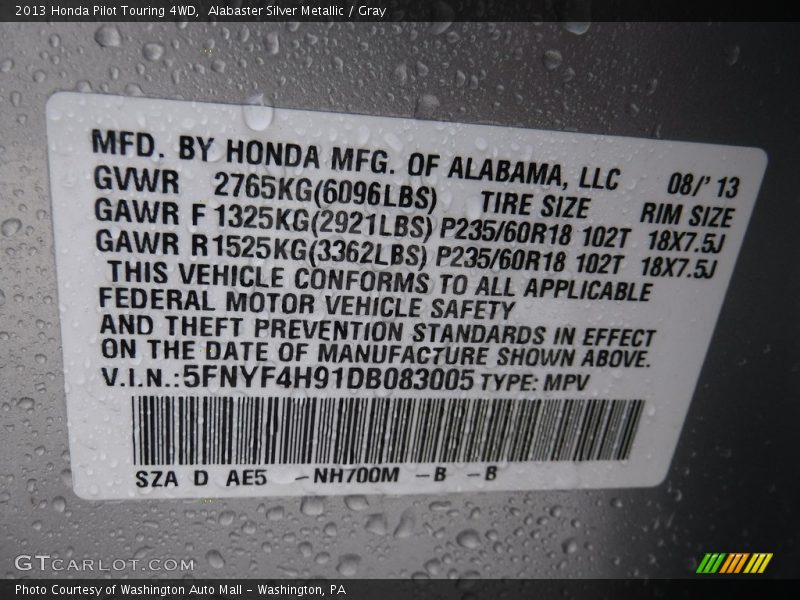 2013 Honda Pilot Touring 4WD,  Alabaster Silver Metallic / Gray
MFD. BY HONDA MFG. OF ALABAMA, LLC 08/' 13
GVWR 2765KG(6096LBS) TIRE SIZE RIM SIZE
GAWR F 1325KG(2921LBS) P235/60R18 102T 18X7.5J
GAWR R1525KG(3362LBS) P235/60R18 102T 18X7.5J
THIS VEHICLE CONFORMS TO ALL APPLICABLE
FEDERAL MOTOR VEHICLE SAFETY
AND THEFT PREVENTION STANDARDS IN EFFECT
ON THE DATE OF MANUFACTURE SHOWN ABOVE.
V.I.N.:5FNYF4H91DB083005 TYPE: MPV
SZA D AE5 -NH700M -B -B
GTCARLOT.COM
Photo Courtesy of Washington Auto Mall - Washington, PA